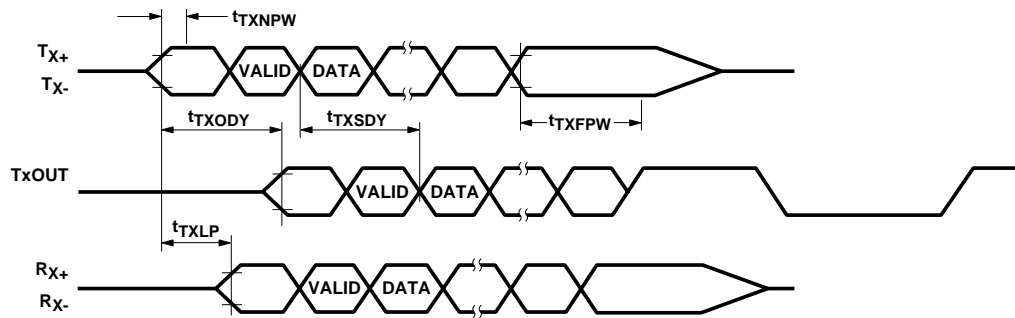 tTXNPW
TX+
TX-
VALID DATA
tTXODY
tTXSDY
tTXFPW
TxOUT
VALID DATA
tTXLP
RX+
RX-
VALID DATA